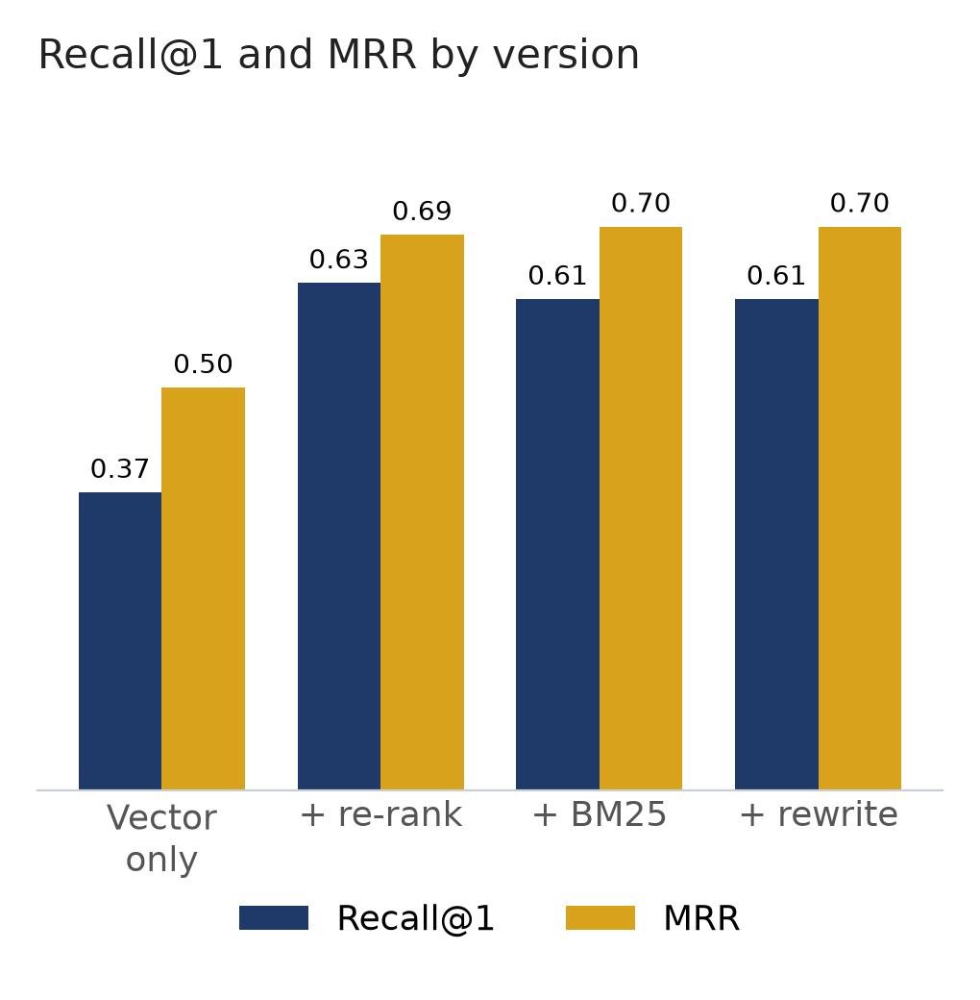 Recall@1 and MRR by version
0.37
0.50
0.63
0.69
0.61
0.70
0.61
0.70
Vector
only
+ re-rank
+ BM25
+ rewrite
Recall@1
MRR